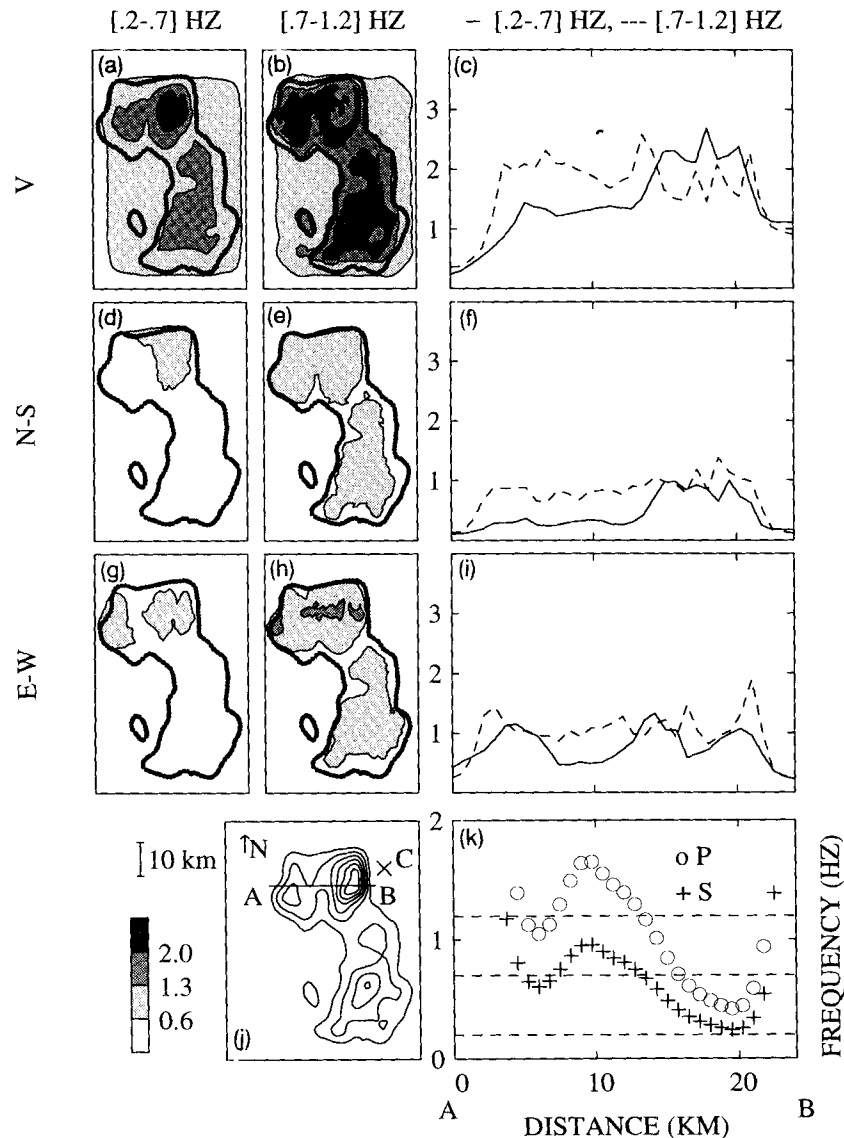 [.2-.7] HZ [.7-1.2] HZ – [.2-.7] HZ, --- [.7-1.2] HZ
V
(a)
(b)
(c)
3
2
1
N-S
(d)
(e)
(f)
3
2
1
E-W
(g)
(h)
(i)
3
2
1
10 km
2.0
1.3
0.6
↑N
C
A
B
(j)
(k)
o P
+ S
2
1
0
FREQUENCY (HZ)
0 10 20
A B
DISTANCE (KM)